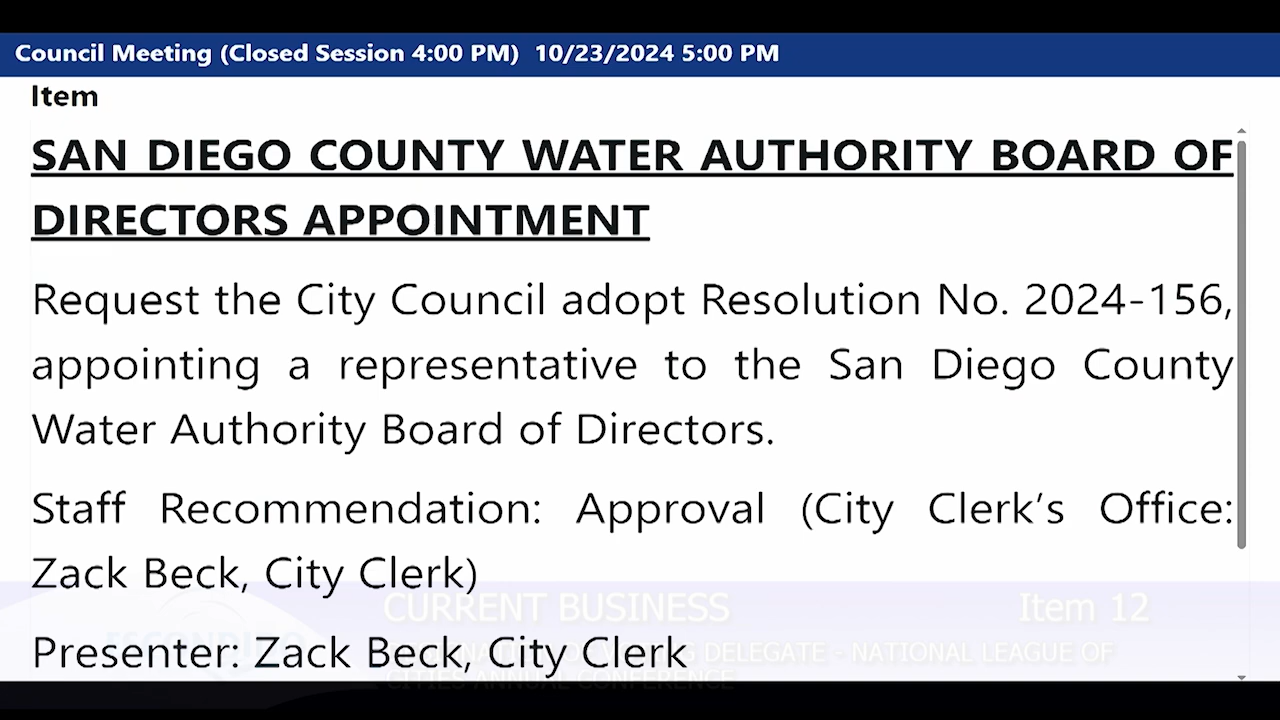 Council Meeting (Closed Session 4:00 PM)  10/23/2024 5:00 PM
Item
SAN DIEGO COUNTY WATER AUTHORITY BOARD OF
DIRECTORS APPOINTMENT
Request the City Council adopt Resolution No. 2024-156,
appointing a representative to the San Diego County
Water Authority Board of Directors.
Staff Recommendation: Approval (City Clerk’s Office:
Zack Beck, City Clerk)
CURRENT BUSINESS Item 12
ESCONDIDO
Presenter: Zack Beck, City Clerk
DELEGATE - NATIONAL LEAGUE OF
CITIES ANNUAL CONFERENCE